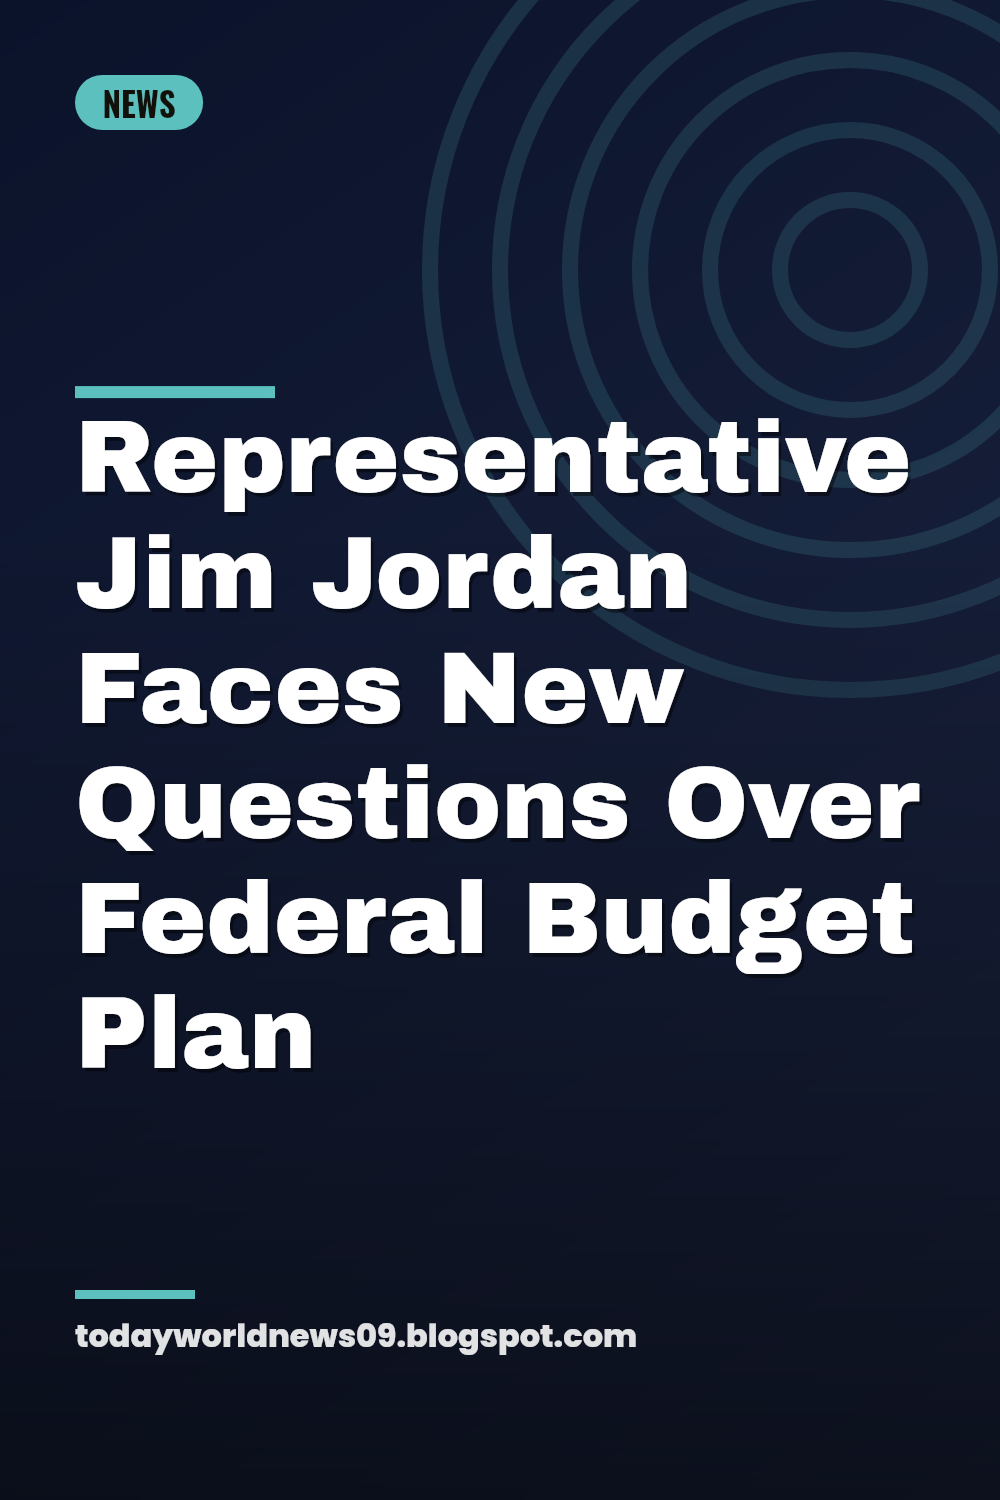 NEWS
Representative
Jim Jordan
Faces New
Questions Over
Federal Budget
Plan
todayworldnews09.blogspot.com